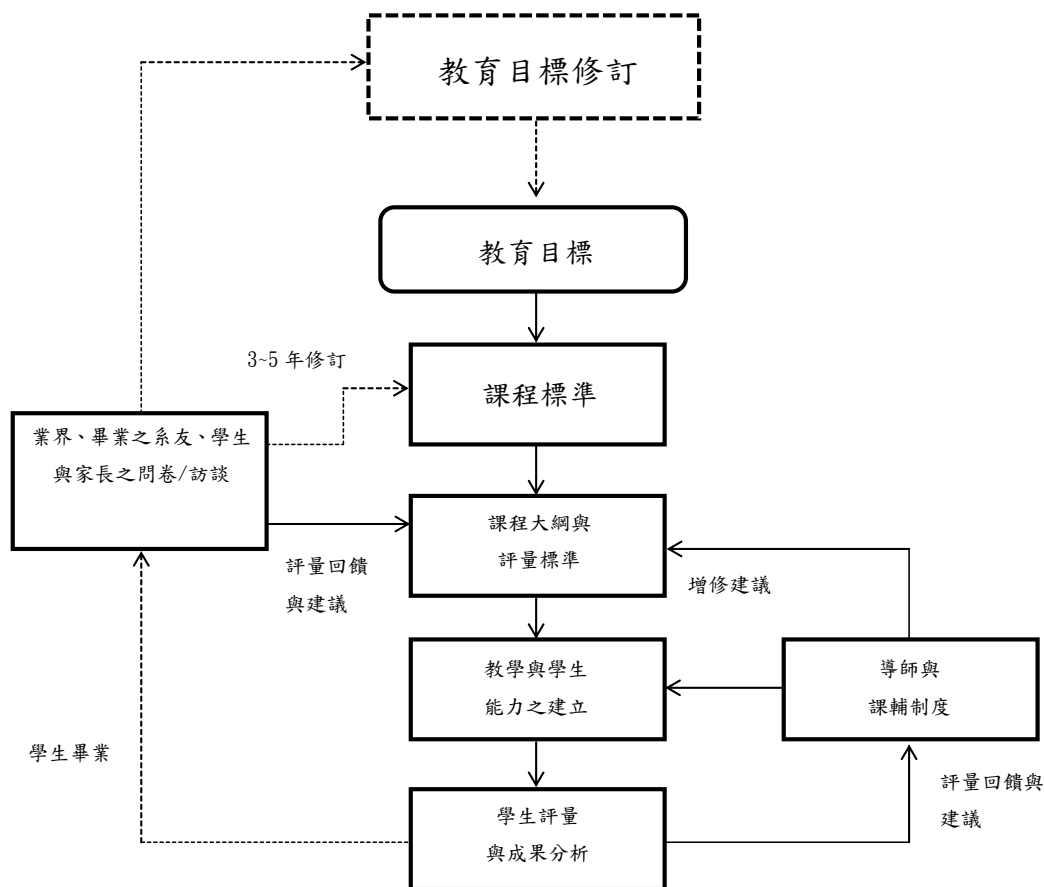 教育目標修訂
教育目標
3~5 年修訂
課程標準
業界、畢業之系友、學生
與家長之問卷/訪談
課程大綱與
評量標準
評量回饋
與建議
增修建議
教學與學生
能力之建立
導師與
課輔制度
學生畢業
評量回饋與
建議
學生評量
與成果分析